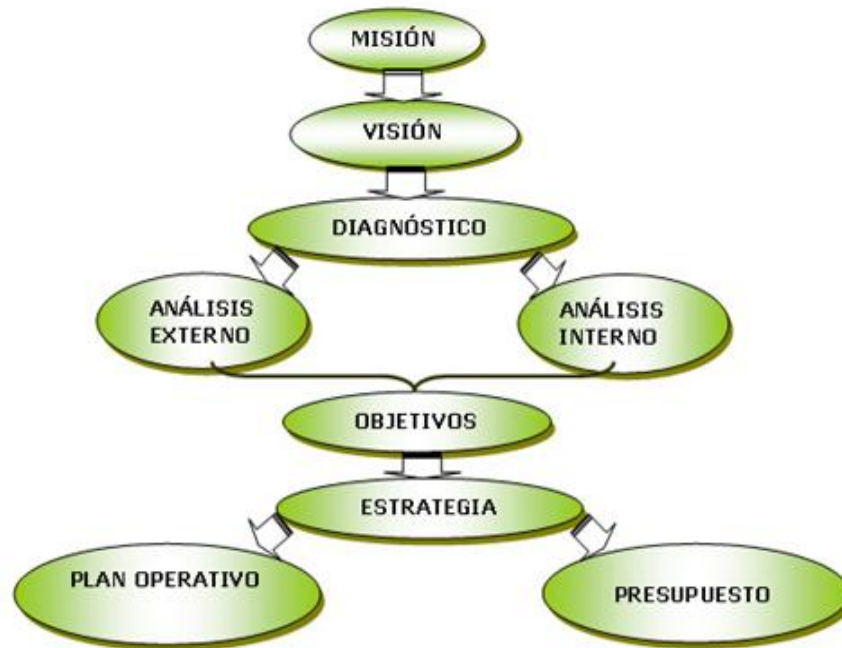 MISIÓN
VISIÓN
DIAGNÓSTICO
ANÁLISIS
EXTERNO
ANÁLISIS
INTERNO
OBJETIVOS
ESTRATEGIA
PLAN OPERATIVO
PRESUPUESTO